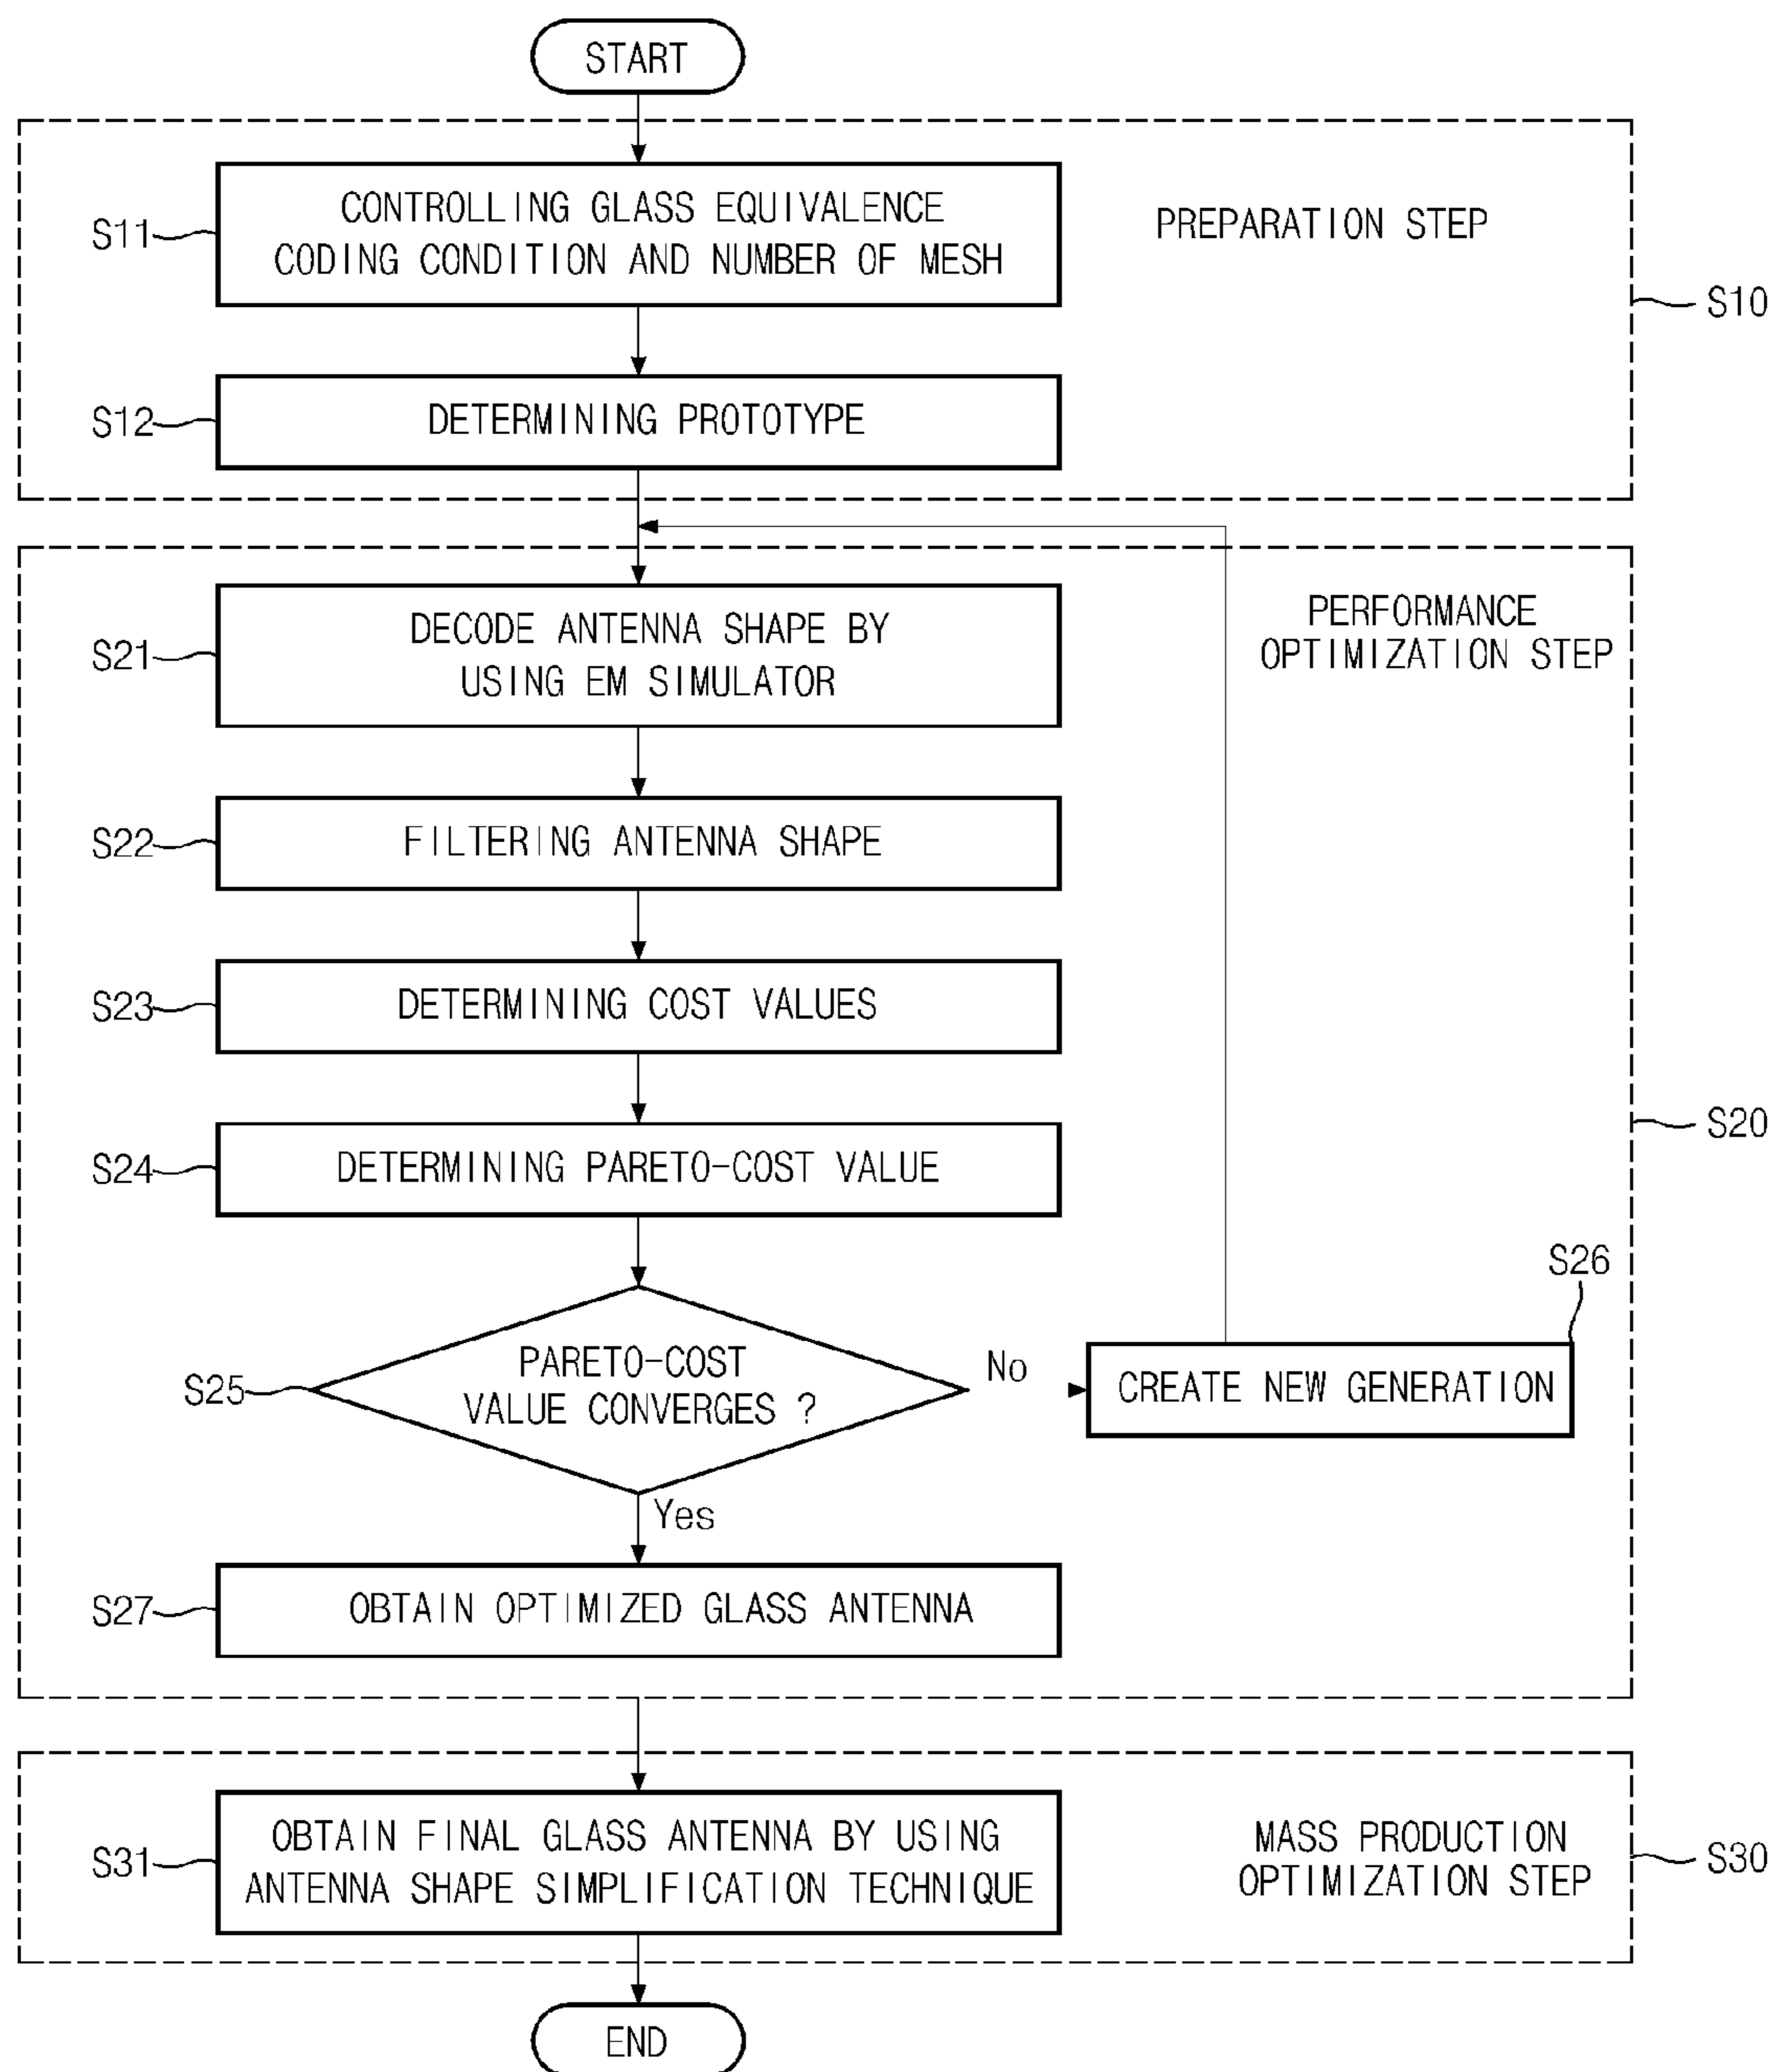 START
CONTROLLING GLASS EQUIVALENCE
CODING CONDITION AND NUMBER OF MESH
S11
PREPARATION STEP
S10
DETERMINING PROTOTYPE
S12
DECODE ANTENNA SHAPE BY
USING EM SIMULATOR
S21
PERFORMANCE
OPTIMIZATION STEP
FILTERING ANTENNA SHAPE
S22
DETERMINING COST VALUES
S23
S20
DETERMINING PARETO-COST VALUE
S24
PARETO-COST
VALUE CONVERGES ?
S25
No
S26
CREATE NEW GENERATION
Yes
OBTAIN OPTIMIZED GLASS ANTENNA
S27
OBTAIN FINAL GLASS ANTENNA BY USING
ANTENNA SHAPE SIMPLIFICATION TECHNIQUE
S31
MASS PRODUCTION
OPTIMIZATION STEP
S30
END